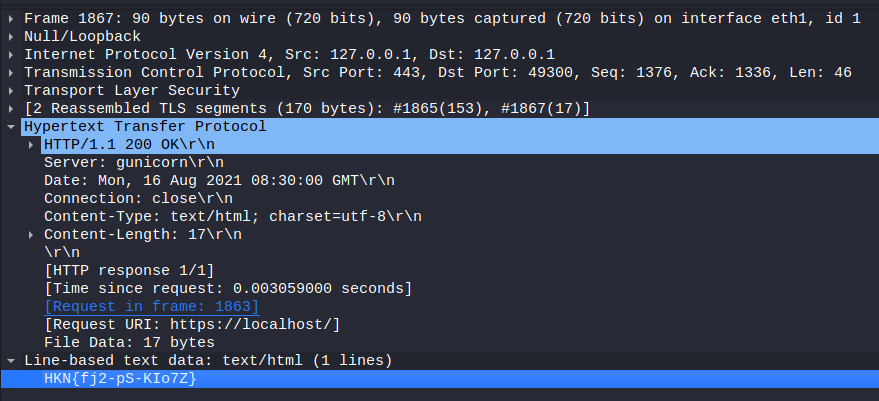 Frame 1867: 90 bytes on wire (720 bits), 90 bytes captured (720 bits) on interface eth1, id 1
Null/Loopback
Internet Protocol Version 4, Src: 127.0.0.1, Dst: 127.0.0.1
Transmission Control Protocol, Src Port: 443, Dst Port: 49300, Seq: 1376, Ack: 1336, Len: 46
Transport Layer Security
[2 Reassembled TLS segments (170 bytes): #1865(153), #1867(17)]
Hypertext Transfer Protocol
HTTP/1.1 200 OK\r\n
Server: gunicorn\r\n
Date: Mon, 16 Aug 2021 08:30:00 GMT\r\n
Connection: close\r\n
Content-Type: text/html; charset=utf-8\r\n
Content-Length: 17\r\n
\r\n
[HTTP response 1/1]
[Time since request: 0.003059000 seconds]
[Request in frame: 1863]
[Request URI: https://localhost/]
File Data: 17 bytes
Line-based text data: text/html (1 lines)
HKN{fj2-pS-KIo7Z}